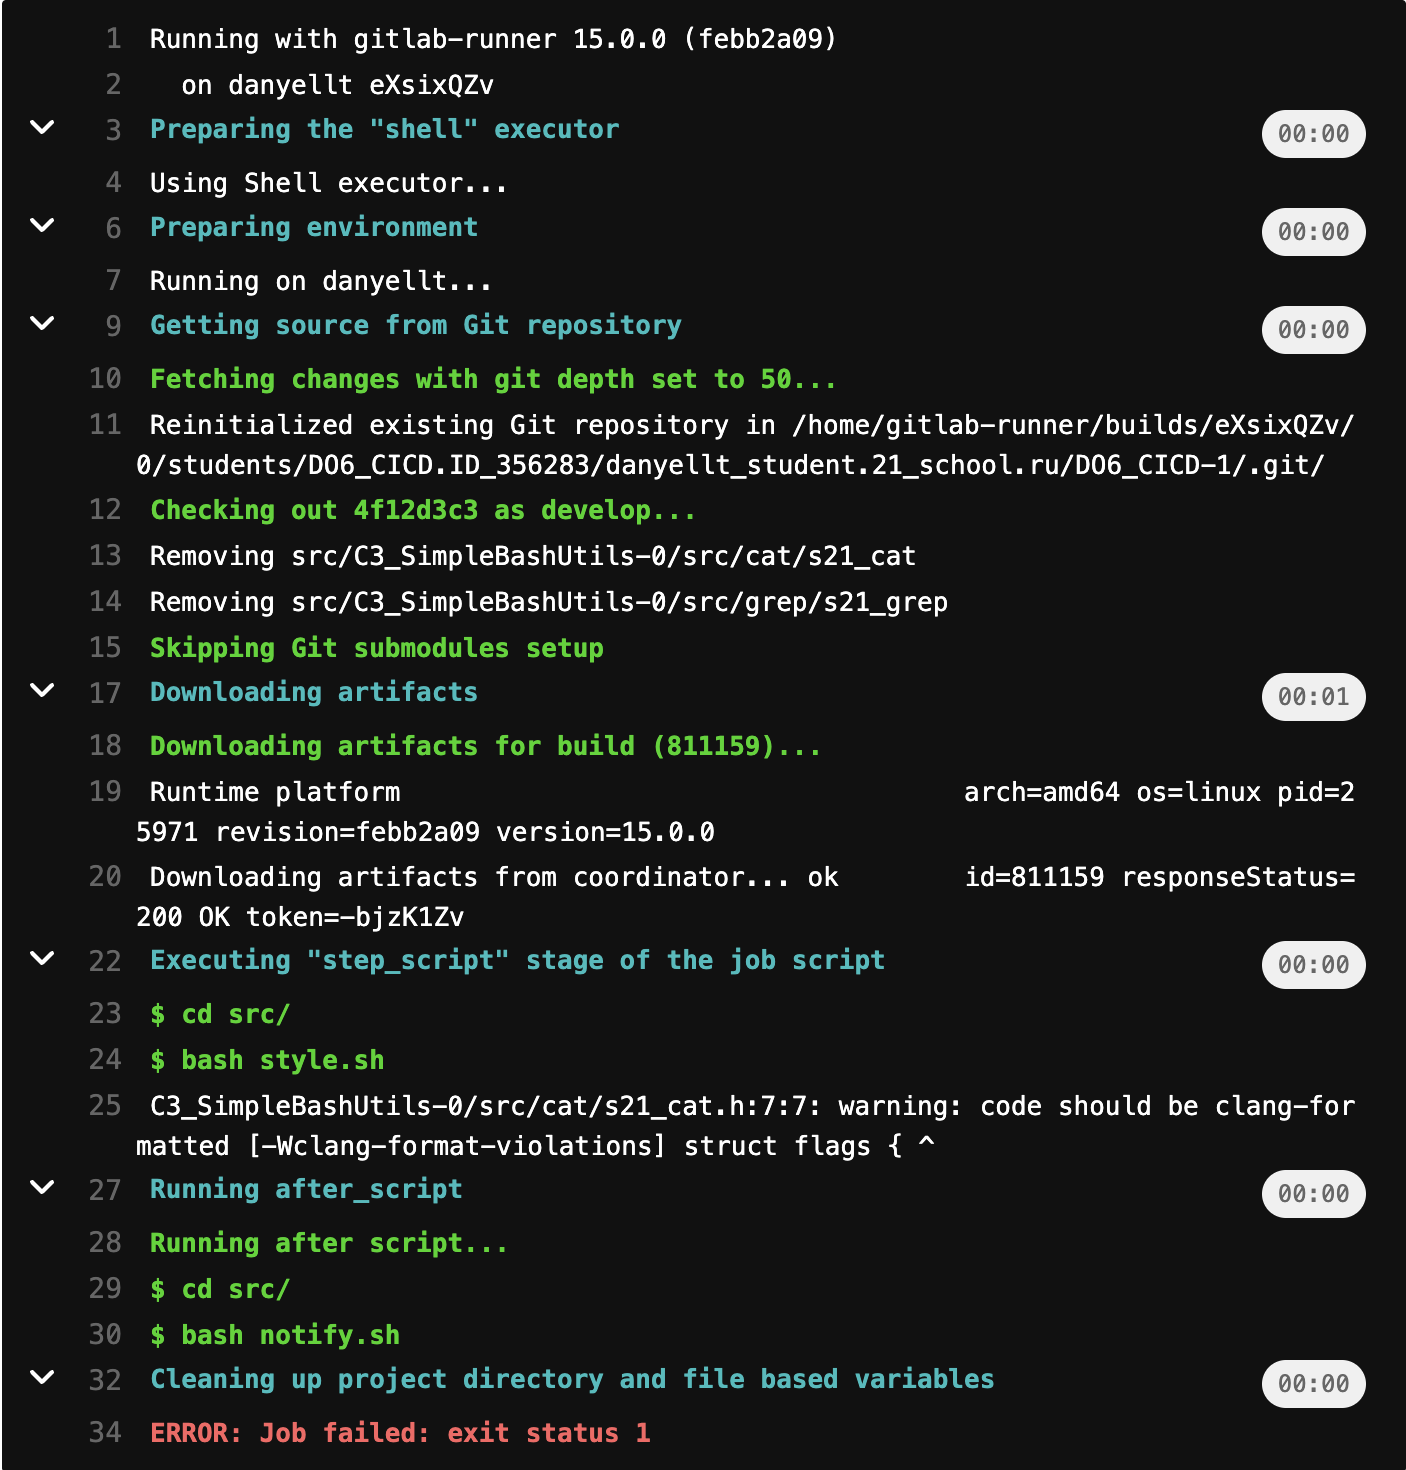 1 Running with gitlab-runner 15.0.0 (febb2a09)
2   on danyellt eXsixQZv
3 Preparing the "shell" executor 00:00
4 Using Shell executor...
6 Preparing environment 00:00
7 Running on danyellt...
9 Getting source from Git repository 00:00
10 Fetching changes with git depth set to 50...
11 Reinitialized existing Git repository in /home/gitlab-runner/builds/eXsixQZv/
0/students/DO6_CICD.ID_356283/danyellt_student.21_school.ru/DO6_CICD-1/.git/
12 Checking out 4f12d3c3 as develop...
13 Removing src/C3_SimpleBashUtils-0/src/cat/s21_cat
14 Removing src/C3_SimpleBashUtils-0/src/grep/s21_grep
15 Skipping Git submodules setup
17 Downloading artifacts 00:01
18 Downloading artifacts for build (811159)...
19 Runtime platform                                    arch=amd64 os=linux pid=2
5971 revision=febb2a09 version=15.0.0
20 Downloading artifacts from coordinator... ok        id=811159 responseStatus=
200 OK token=-bjzK1Zv
22 Executing "step_script" stage of the job script 00:00
23 $ cd src/
24 $ bash style.sh
25 C3_SimpleBashUtils-0/src/cat/s21_cat.h:7:7: warning: code should be clang-for
matted [-Wclang-format-violations] struct flags { ^
27 Running after_script 00:00
28 Running after script...
29 $ cd src/
30 $ bash notify.sh
32 Cleaning up project directory and file based variables 00:00
34 ERROR: Job failed: exit status 1